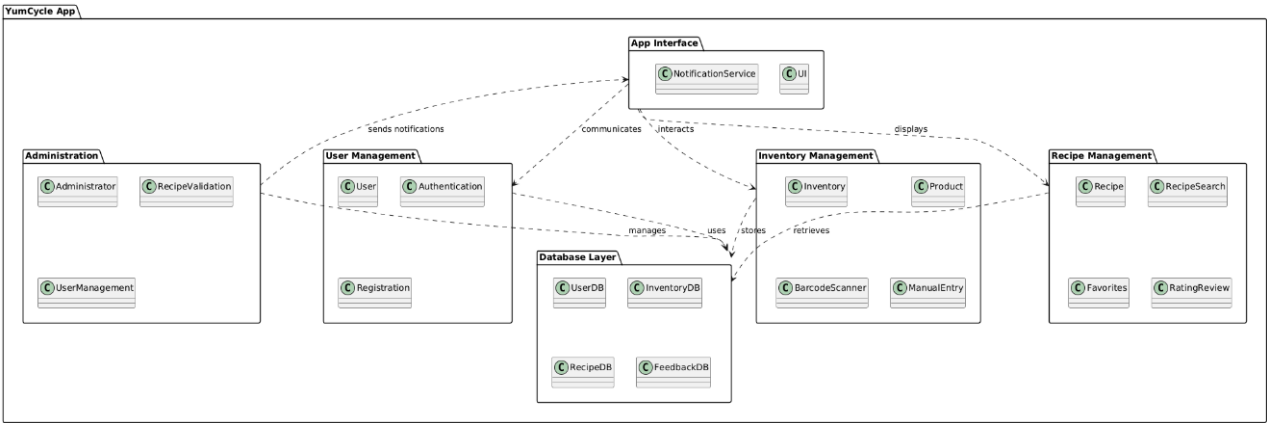 YumCycle App
App Interface
C NotificationService
C UI
sends notifications
communicates
interacts
displays
Administration
C Administrator
C RecipeValidation
C UserManagement
User Management
C User
C Authentication
C Registration
Inventory Management
C Inventory
C Product
C BarcodeScanner
C ManualEntry
Recipe Management
C Recipe
C RecipeSearch
C Favorites
C RatingReview
manages
uses
stores
retrieves
Database Layer
C UserDB
C InventoryDB
C RecipeDB
C FeedbackDB